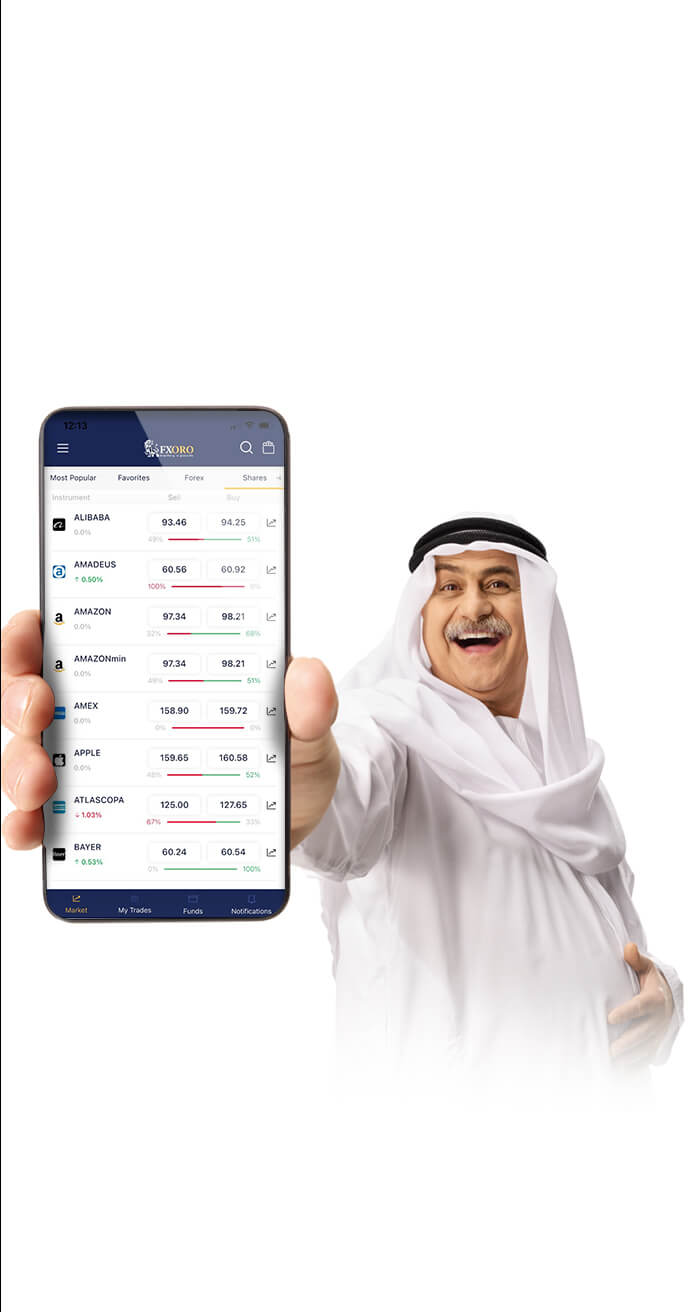 12:13
FXORO
Most Popular Favorites Forex Shares
Instrument Sell Buy
ALIBABA 93.46 94.25
0.0% 49% 51%
AMADEUS 60.56 60.92
↑ 0.50% 100% 0%
AMAZON 97.34 98.21
0.0% 32% 68%
AMAZONmin 97.34 98.21
0.0% 49% 51%
AMEX 158.90 159.72
0.0% 0% 0%
APPLE 159.65 160.58
0.0% 48% 52%
ATLASCOPA 125.00 127.65
↓ 1.03% 67% 33%
BAYER 60.24 60.54
↑ 0.53% 0% 100%
Market My Trades Funds Notifications